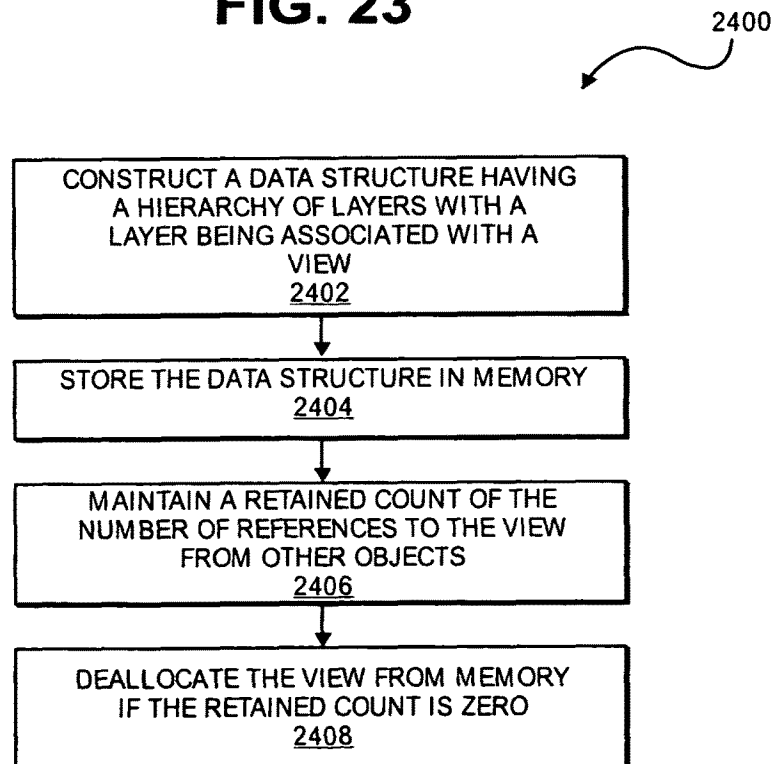 FIG. 23
2400
CONSTRUCT A DATA STRUCTURE HAVING
A HIERARCHY OF LAYERS WITH A
LAYER BEING ASSOCIATED WITH A
VIEW
2402
STORE THE DATA STRUCTURE IN MEMORY
2404
MAINTAIN A RETAINED COUNT OF THE
NUMBER OF REFERENCES TO THE VIEW
FROM OTHER OBJECTS
2406
DEALLOCATE THE VIEW FROM MEMORY
IF THE RETAINED COUNT IS ZERO
2408